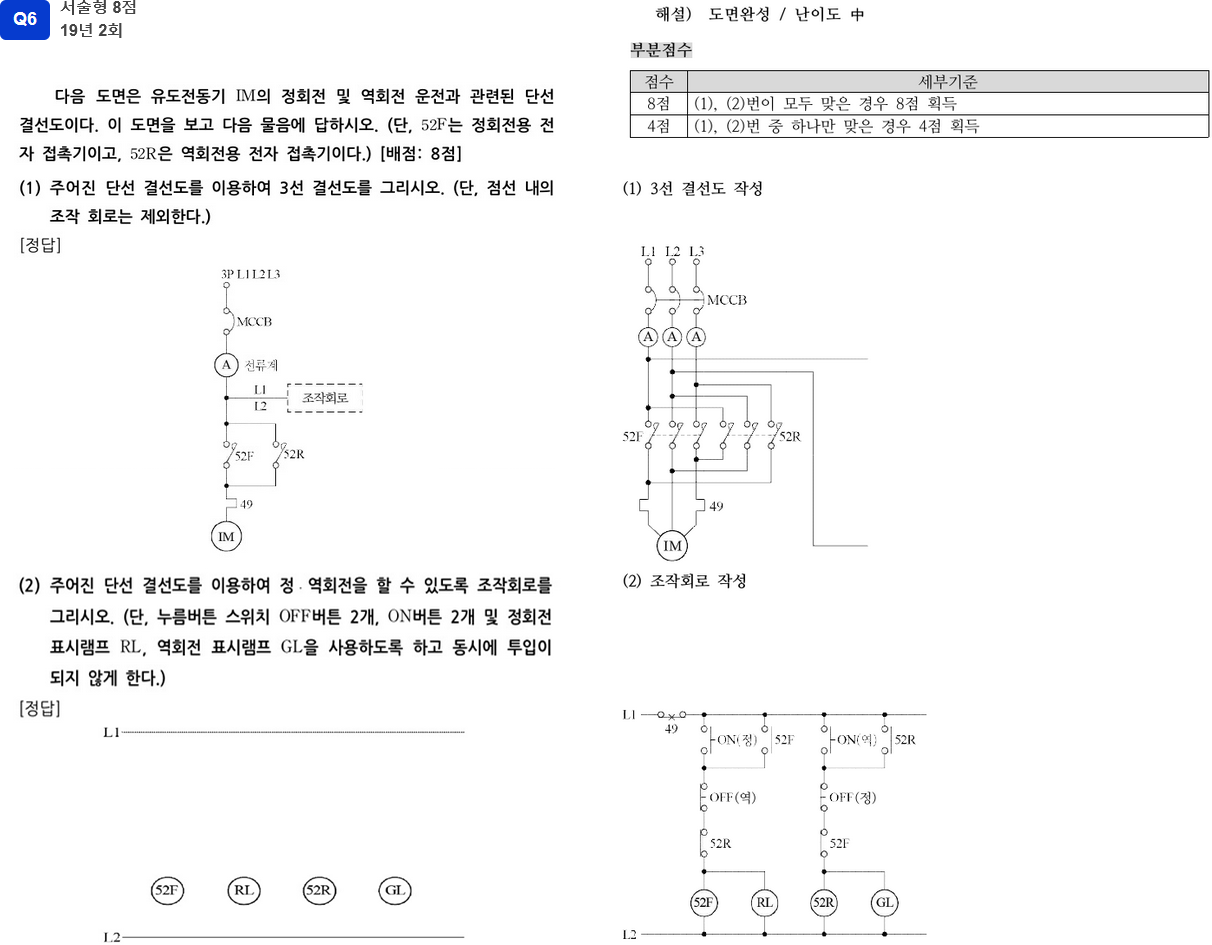 Q6
서술형 8점
19년 2회
다음 도면은 유도전동기 IM의 정회전 및 역회전 운전과 관련된 단선
결선도이다. 이 도면을 보고 다음 물음에 답하시오. (단, 52F는 정회전용 전
자 접촉기이고, 52R은 역회전용 전자 접촉기이다.) [배점: 8점]
(1) 주어진 단선 결선도를 이용하여 3선 결선도를 그리시오. (단, 점선 내의
조작 회로는 제외한다.)
[정답]
3P L1 L2 L3
MCCB
A 전류계
L1
조작회로
L2
52F 52R
49
IM
(2) 주어진 단선 결선도를 이용하여 정·역회전을 할 수 있도록 조작회로를
그리시오. (단, 누름버튼 스위치 OFF버튼 2개, ON버튼 2개 및 정회전
표시램프 RL, 역회전 표시램프 GL을 사용하도록 하고 동시에 투입이
되지 않게 한다.)
[정답]
L1
52F RL 52R GL
L2
해설) 도면완성 / 난이도 中
부분점수
점수 세부기준
8점 (1), (2)번이 모두 맞은 경우 8점 획득
4점 (1), (2)번 중 하나만 맞은 경우 4점 획득
(1) 3선 결선도 작성
L1 L2 L3
MCCB
A A A
52F 52R
49
IM
(2) 조작회로 작성
L1
49
ON(정) 52F ON(역) 52R
OFF(역) OFF(정)
52R 52F
52F RL 52R GL
L2